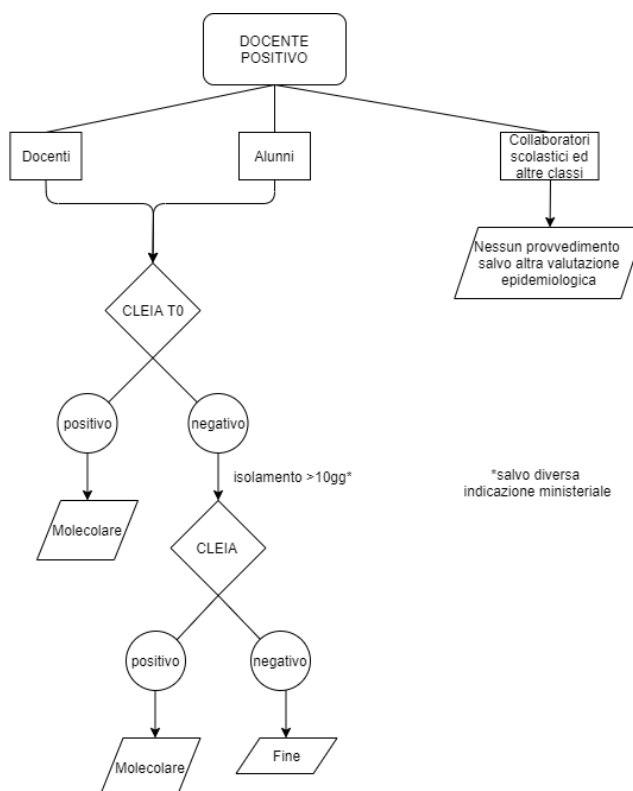 DOCENTE
POSITIVO
Docenti
Alunni
Collaboratori
scolastici ed
altre classi
Nessun provvedimento
salvo altra valutazione
epidemiologica
CLEIA T0
positivo
negativo
isolamento >10gg*
*salvo diversa
indicazione ministeriale
Molecolare
CLEIA
positivo
negativo
Molecolare
Fine